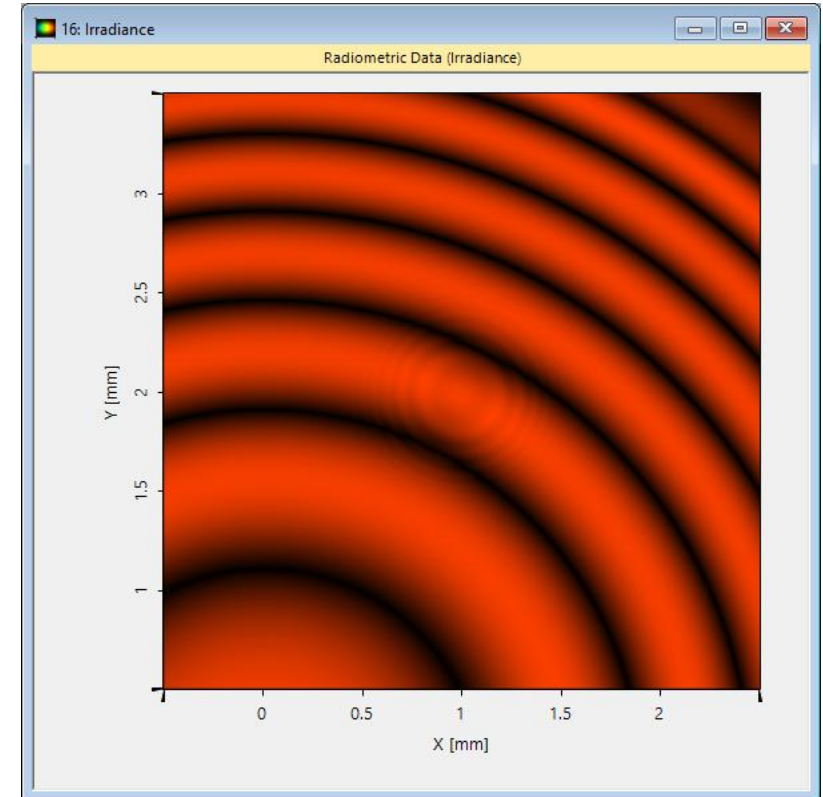 16: Irradiance
Radiometric Data (Irradiance)
3
2.5
2
1.5
1
Y [mm]
0 0.5 1 1.5 2
X [mm]